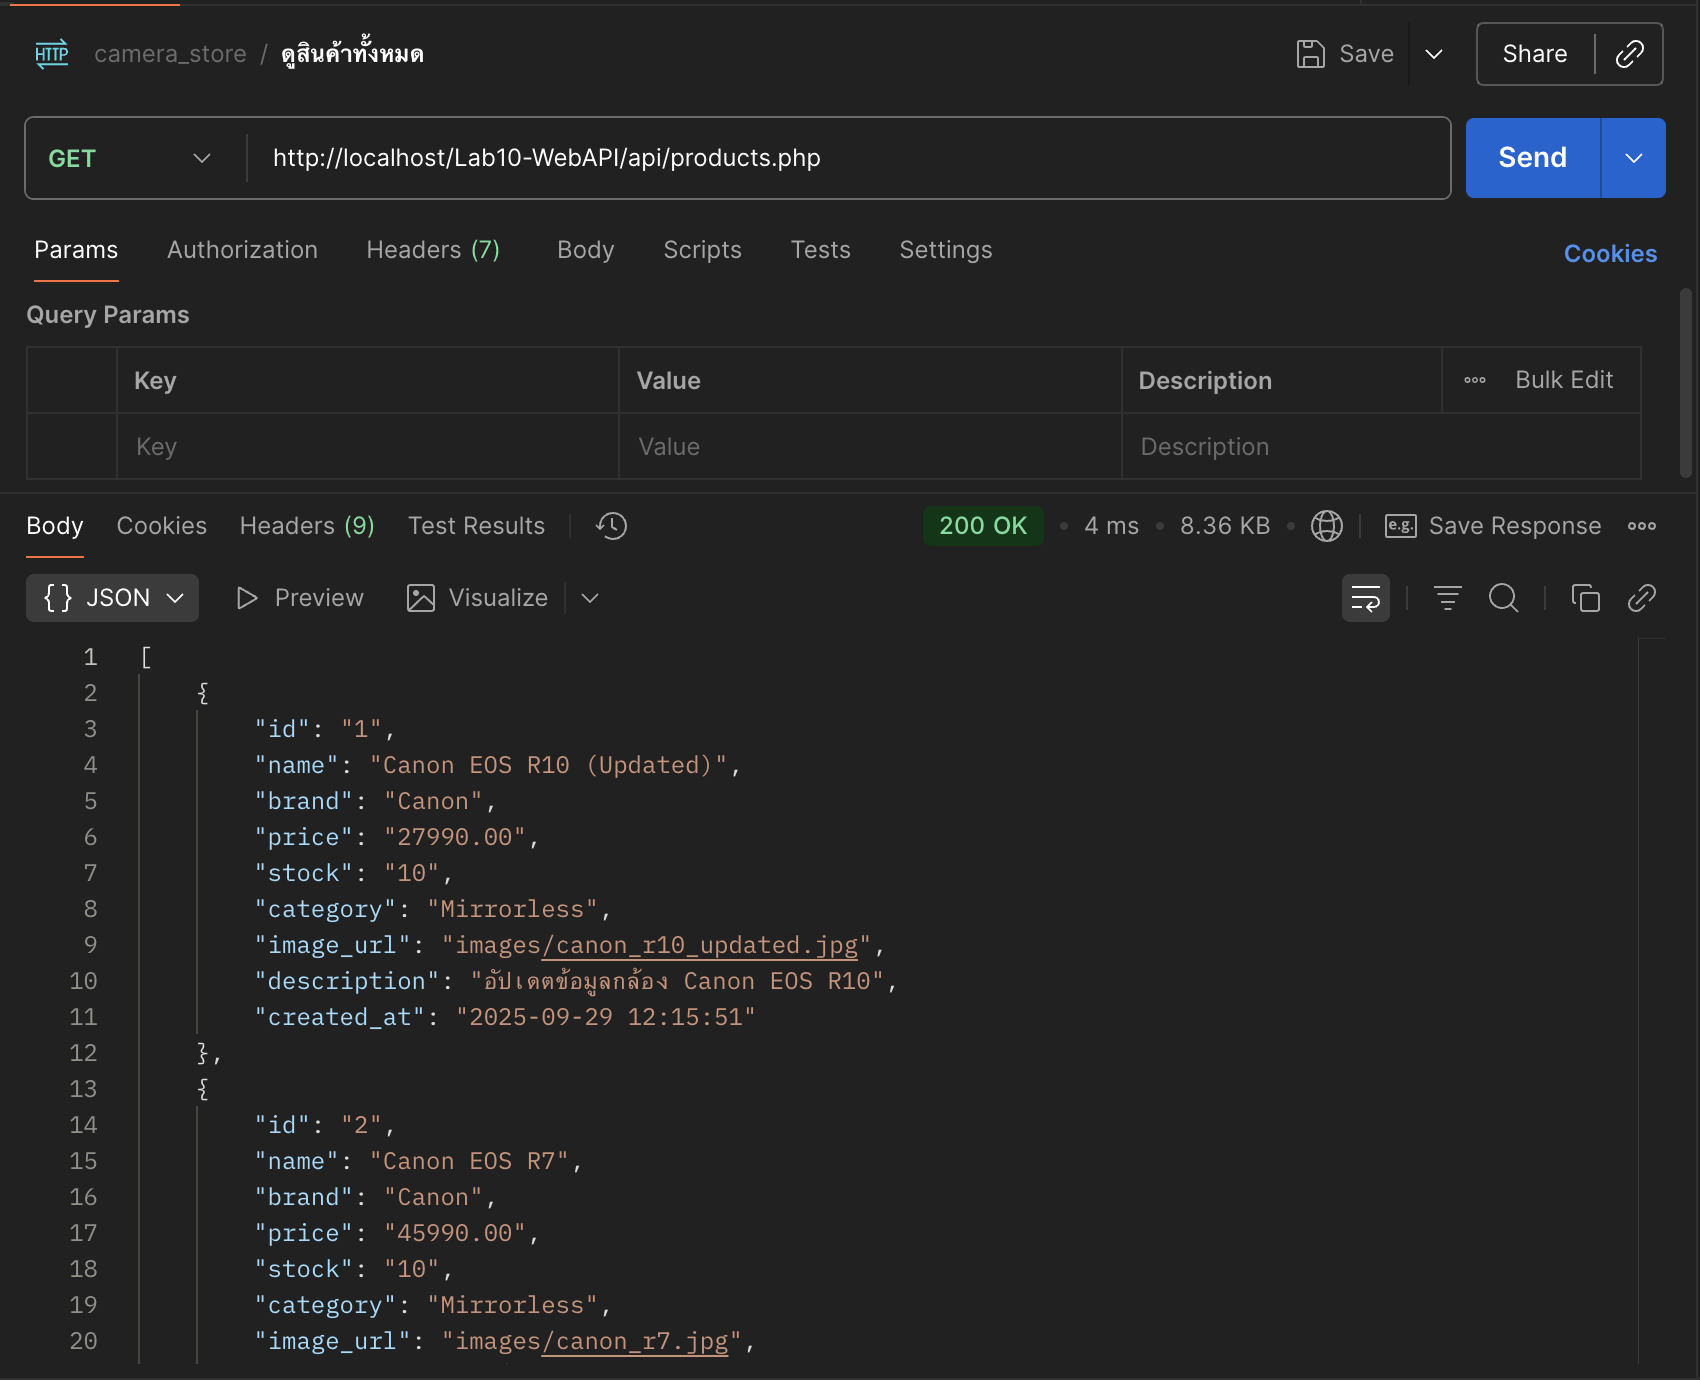 HTTP camera_store / ดูสินค้าทั้งหมด Save Share
GET http://localhost/Lab10-WebAPI/api/products.php Send
Params Authorization Headers (7) Body Scripts Tests Settings Cookies
Query Params
Key Value Description Bulk Edit
Key Value Description
Body Cookies Headers (9) Test Results 200 OK 4 ms 8.36 KB e.g. Save Response
{} JSON Preview Visualize
1 [
2 {
3 "id": "1",
4 "name": "Canon EOS R10 (Updated)",
5 "brand": "Canon",
6 "price": "27990.00",
7 "stock": "10",
8 "category": "Mirrorless",
9 "image_url": "images/canon_r10_updated.jpg",
10 "description": "อัปเดตข้อมูลกล้อง Canon EOS R10",
11 "created_at": "2025-09-29 12:15:51"
12 },
13 {
14 "id": "2",
15 "name": "Canon EOS R7",
16 "brand": "Canon",
17 "price": "45990.00",
18 "stock": "10",
19 "category": "Mirrorless",
20 "image_url": "images/canon_r7.jpg",